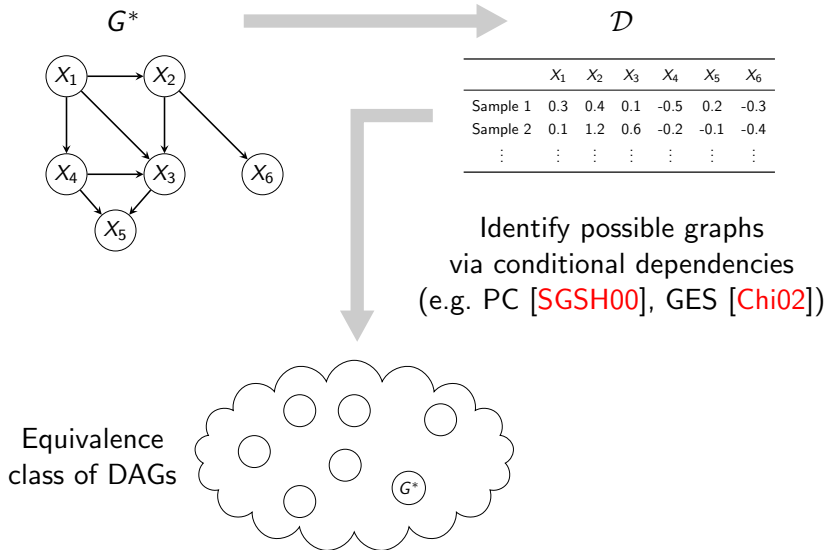 G*
𝒟
X₁ X₂
X₄ X₃ X₆
X₅
X₁ X₂ X₃ X₄ X₅ X₆
Sample 1 0.3 0.4 0.1 -0.5 0.2 -0.3
Sample 2 0.1 1.2 0.6 -0.2 -0.1 -0.4
⋮ ⋮ ⋮ ⋮ ⋮ ⋮ ⋮
Identify possible graphs
via conditional dependencies
(e.g. PC [SGSH00], GES [Chi02])
Equivalence
class of DAGs
G*